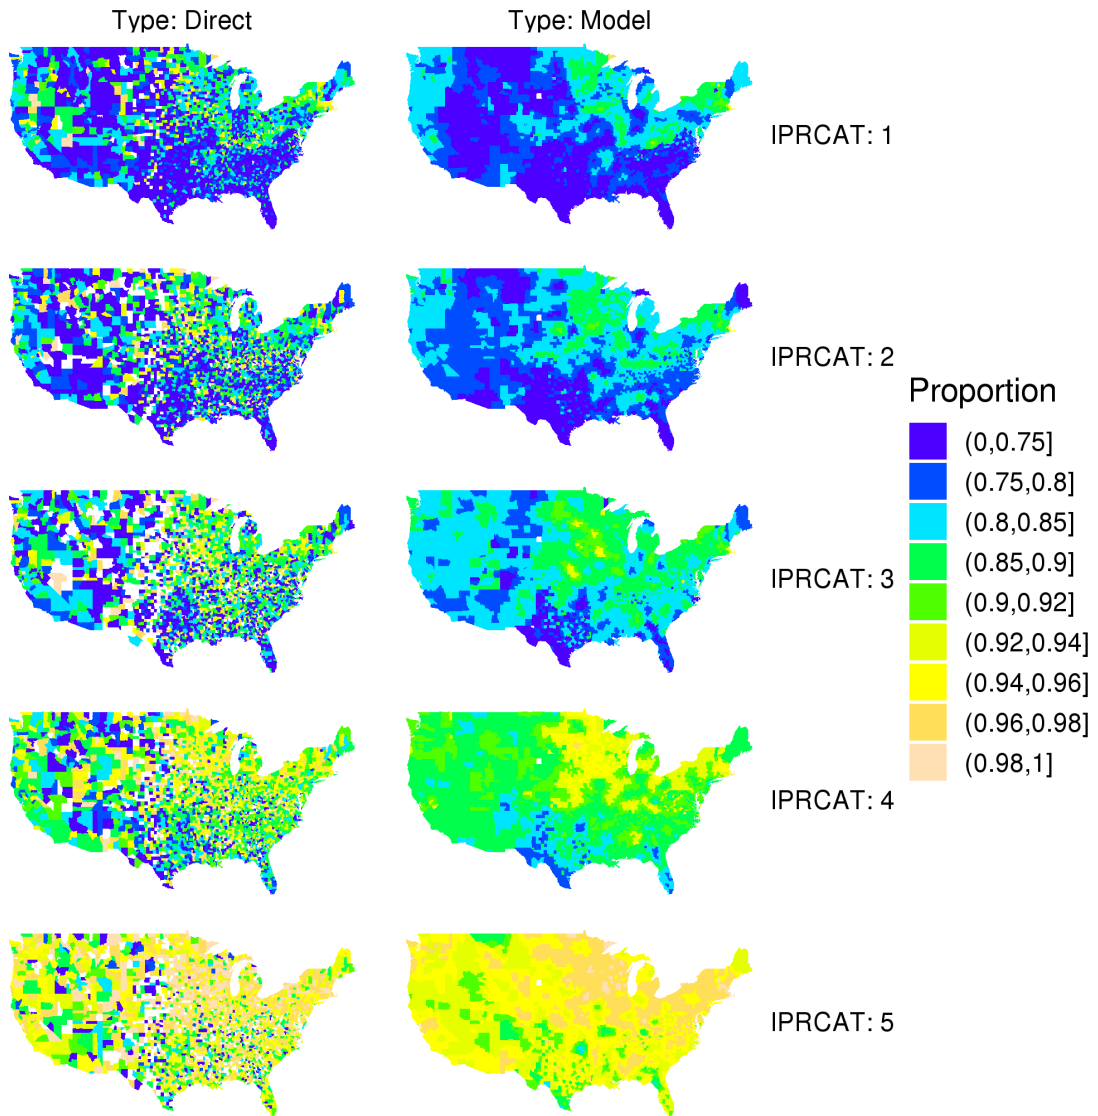 Type: Direct
Type: Model
IPRCAT: 1
IPRCAT: 2
IPRCAT: 3
IPRCAT: 4
IPRCAT: 5
Proportion
(0,0.75]
(0.75,0.8]
(0.8,0.85]
(0.85,0.9]
(0.9,0.92]
(0.92,0.94]
(0.94,0.96]
(0.96,0.98]
(0.98,1]